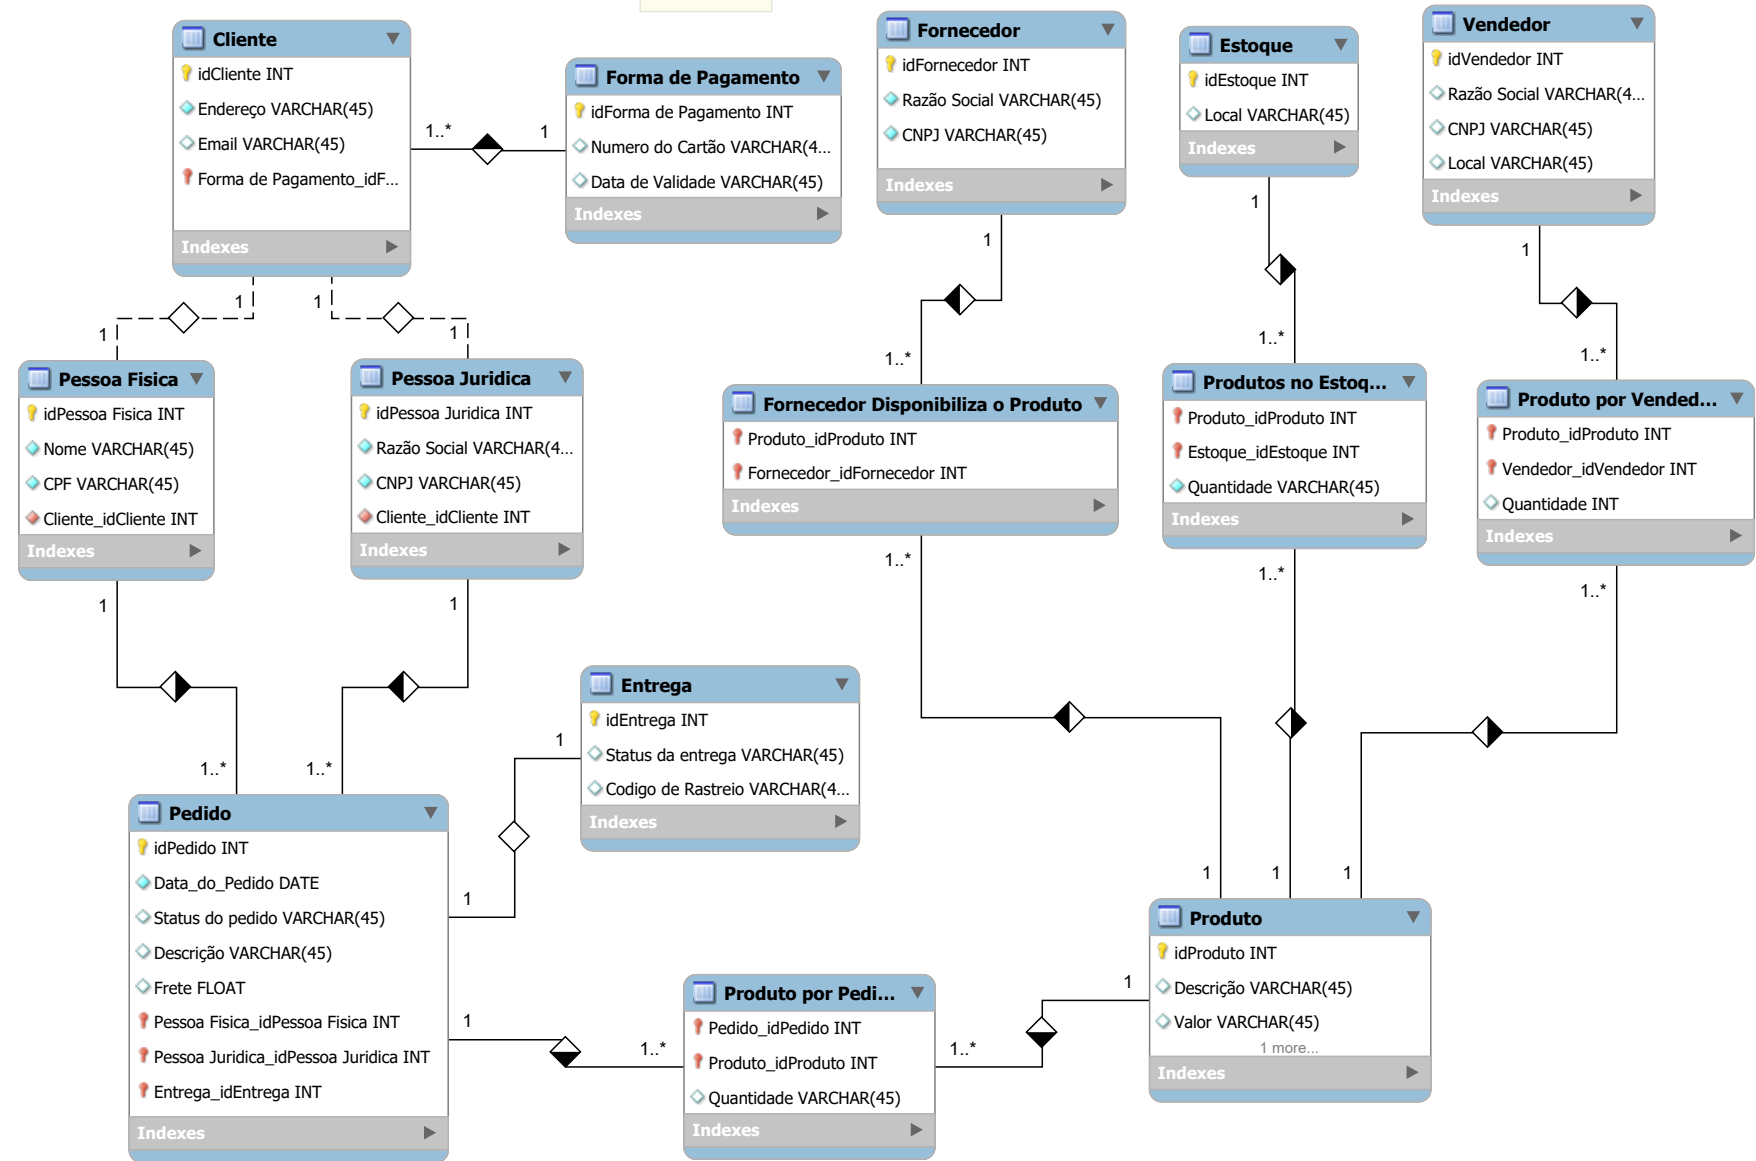 Cliente
idCliente INT
Endereço VARCHAR(45)
Email VARCHAR(45)
Forma de Pagamento_idF...
Indexes
1..*
1
Forma de Pagamento
idForma de Pagamento INT
Numero do Cartão VARCHAR(4...
Data de Validade VARCHAR(45)
Indexes
Fornecedor
idFornecedor INT
Razão Social VARCHAR(45)
CNPJ VARCHAR(45)
Indexes
1
Estoque
idEstoque INT
Local VARCHAR(45)
Indexes
1
Vendedor
idVendedor INT
Razão Social VARCHAR(4...
CNPJ VARCHAR(45)
Local VARCHAR(45)
Indexes
1
1
1
1
1
1..*
1..*
1..*
Pessoa Fisica
idPessoa Fisica INT
Nome VARCHAR(45)
CPF VARCHAR(45)
Cliente_idCliente INT
Indexes
1
Pessoa Juridica
idPessoa Juridica INT
Razão Social VARCHAR(4...
CNPJ VARCHAR(45)
Cliente_idCliente INT
Indexes
1
Fornecedor Disponibiliza o Produto
Produto_idProduto INT
Fornecedor_idFornecedor INT
Indexes
1..*
Produtos no Estoq...
Produto_idProduto INT
Estoque_idEstoque INT
Quantidade VARCHAR(45)
Indexes
1..*
Produto por Vended...
Produto_idProduto INT
Vendedor_idVendedor INT
Quantidade INT
Indexes
1..*
1..*
1..*
Entrega
idEntrega INT
Status da entrega VARCHAR(45)
Codigo de Rastreio VARCHAR(4...
Indexes
1
1
Pedido
idPedido INT
Data_do_Pedido DATE
Status do pedido VARCHAR(45)
Descrição VARCHAR(45)
Frete FLOAT
Pessoa Fisica_idPessoa Fisica INT
Pessoa Juridica_idPessoa Juridica INT
Entrega_idEntrega INT
Indexes
1
1..*
Produto por Pedi...
Pedido_idPedido INT
Produto_idProduto INT
Quantidade VARCHAR(45)
Indexes
1..*
1
1
1
1
Produto
idProduto INT
Descrição VARCHAR(45)
Valor VARCHAR(45)
1 more...
Indexes